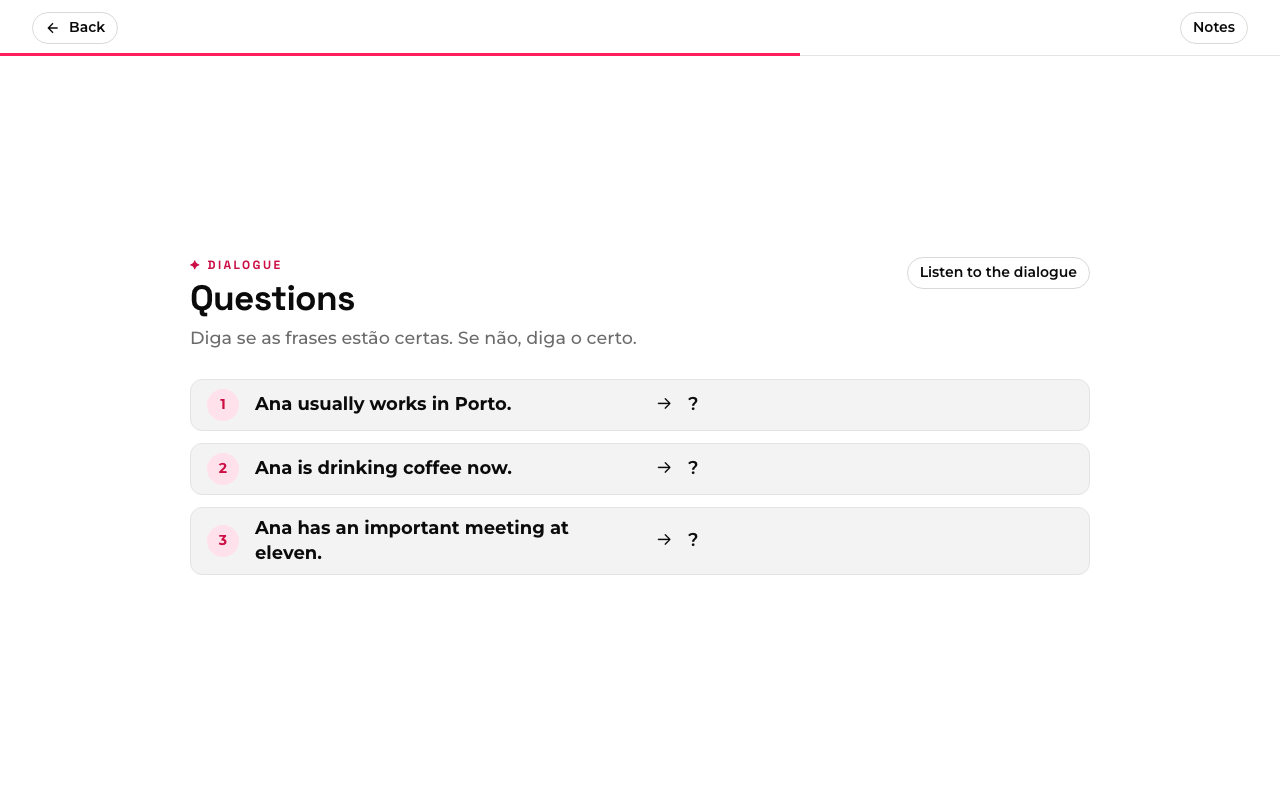 Back
Notes
DIALOGUE
Listen to the dialogue
Questions
Diga se as frases estão certas. Se não, diga o certo.
1 Ana usually works in Porto. → ?
2 Ana is drinking coffee now. → ?
3 Ana has an important meeting at
eleven. → ?